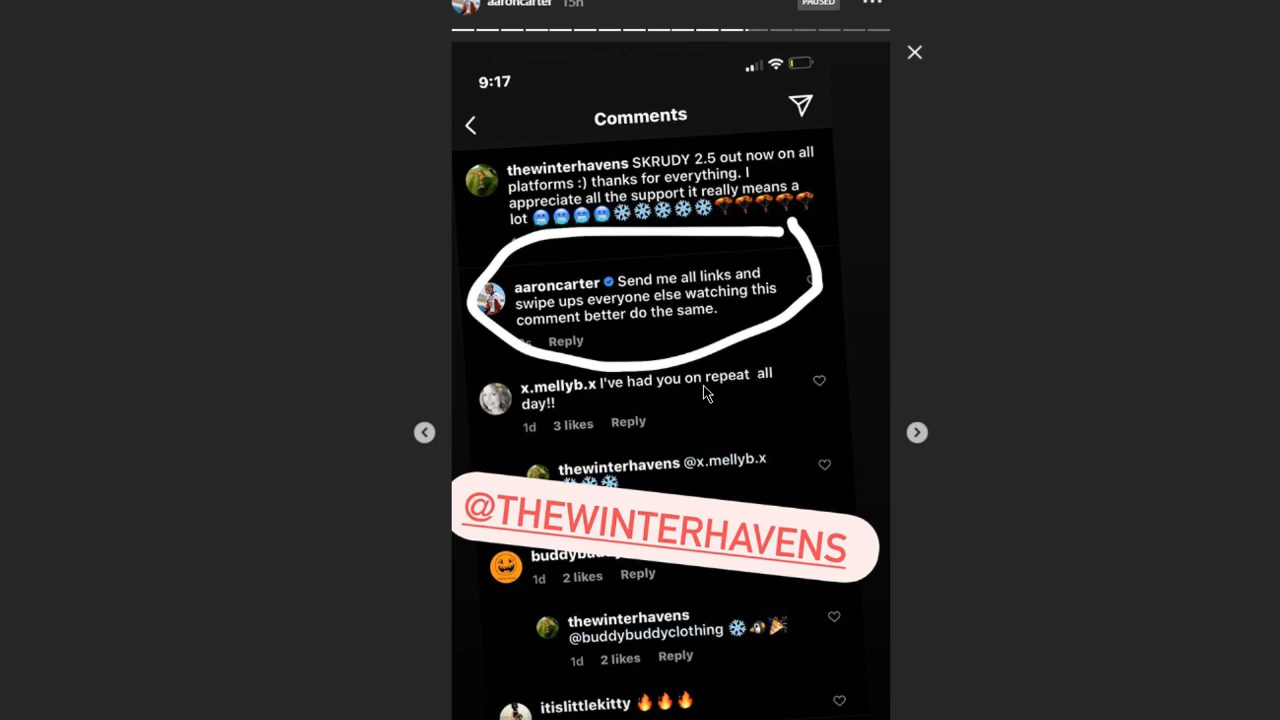 aaroncarter 15h PAUSED
9:17
Comments
thewinterhavens SKRUDY 2.5 out now on all
platforms :) thanks for everything. I
appreciate all the support it really means a
lot 🥶🥶🥶🥶❄️❄️❄️❄️❄️🪂🪂🪂🪂🪂
aaroncarter Send me all links and
swipe ups everyone else watching this
comment better do the same.
Reply
x.mellyb.x I've had you on repeat all
day!!
1d 3 likes Reply
thewinterhavens @x.mellyb.x
❄️❄️❄️
@THEWINTERHAVENS
1d 2 likes Reply
thewinterhavens
@buddybuddyclothing ❄️🎉
1d 2 likes Reply
itislittlekitty 🔥🔥🔥